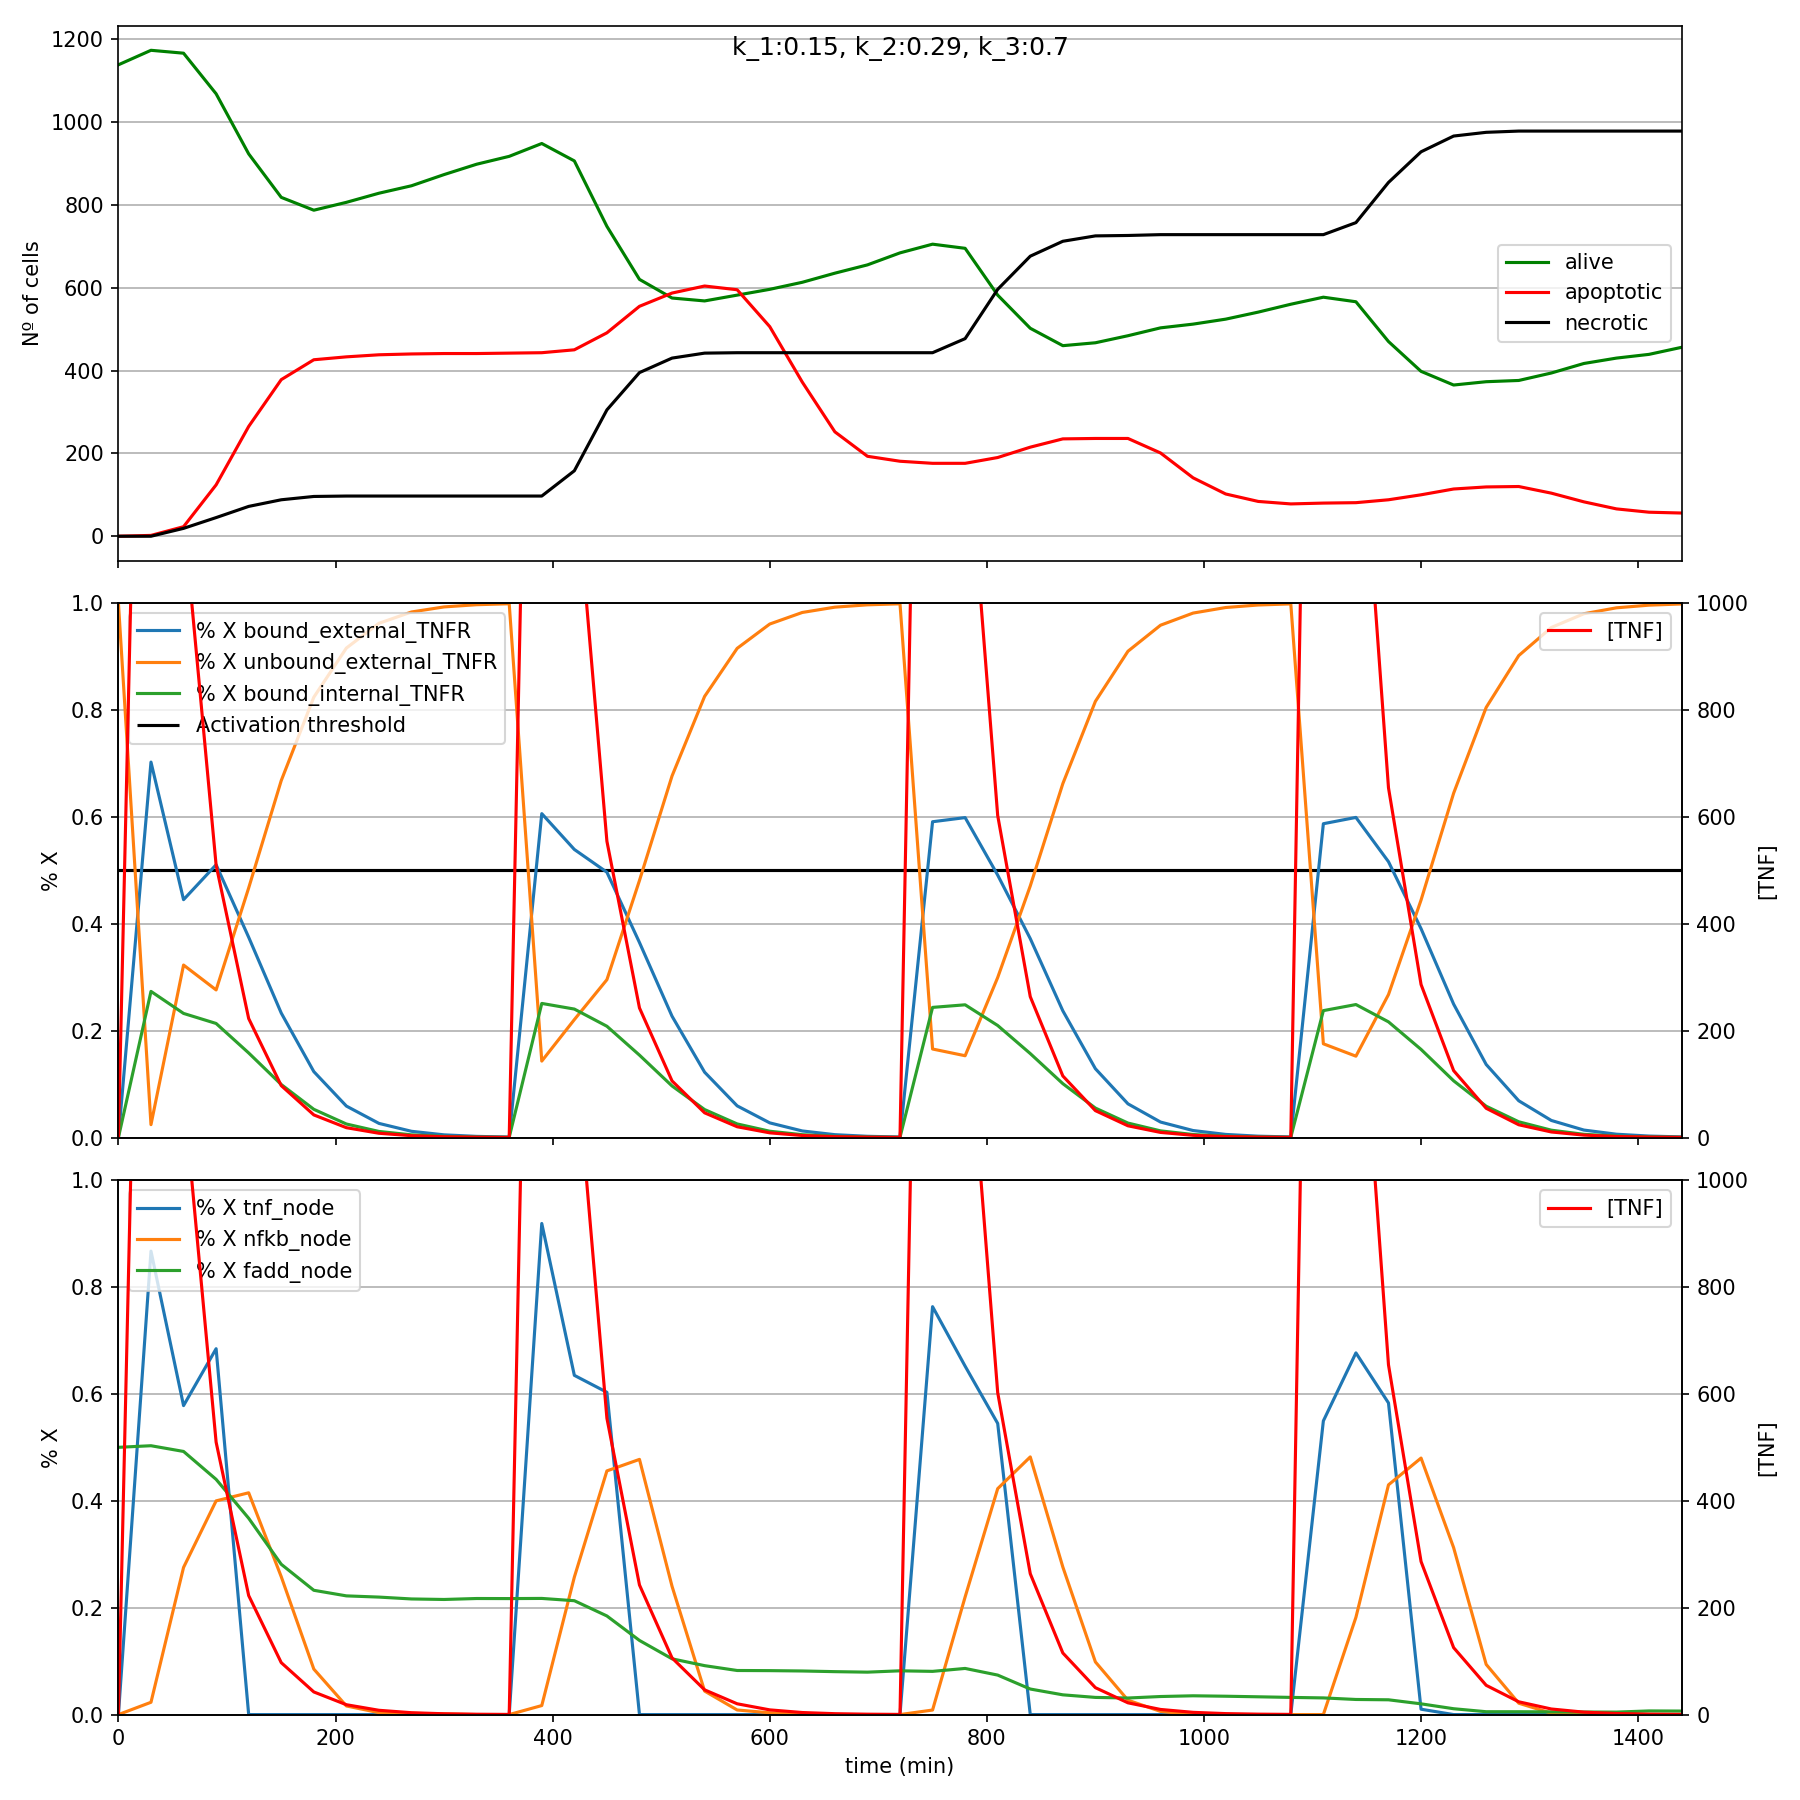 k_1:0.15, k_2:0.29, k_3:0.7
1200
1000
800
600
400
200
0
Nº of cells
alive
apoptotic
necrotic
1.0
0.8
0.6
0.4
0.2
0.0
% X
% X bound_external_TNFR
% X unbound_external_TNFR
% X bound_internal_TNFR
Activation threshold
[TNF]
1000
800
600
400
200
0
[TNF]
1.0
0.8
0.6
0.4
0.2
0.0
% X
% X tnf_node
% X nfkb_node
% X fadd_node
[TNF]
1000
800
600
400
200
0
[TNF]
0 200 400 600 800 1000 1200 1400
time (min)